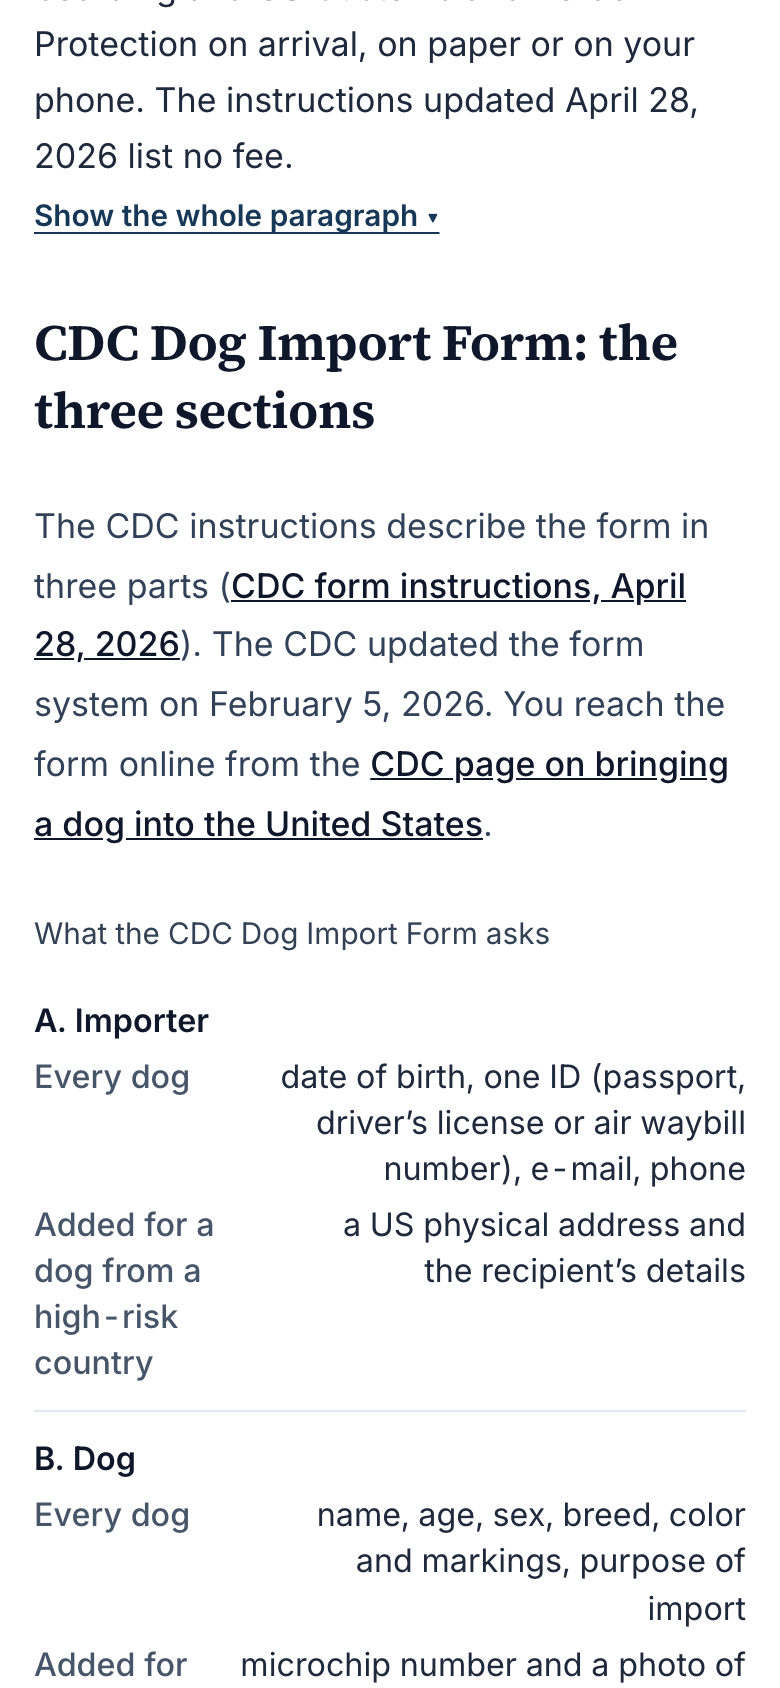 Protection on arrival, on paper or on your
phone. The instructions updated April 28,
2026 list no fee.
Show the whole paragraph ▾
CDC Dog Import Form: the
three sections
The CDC instructions describe the form in
three parts (CDC form instructions, April
28, 2026). The CDC updated the form
system on February 5, 2026. You reach the
form online from the CDC page on bringing
a dog into the United States.
What the CDC Dog Import Form asks
A. Importer
Every dog date of birth, one ID (passport,
driver’s license or air waybill
number), e-mail, phone
Added for a a US physical address and
dog from a the recipient’s details
high-risk
country
B. Dog
Every dog name, age, sex, breed, color
and markings, purpose of
import
Added for microchip number and a photo of